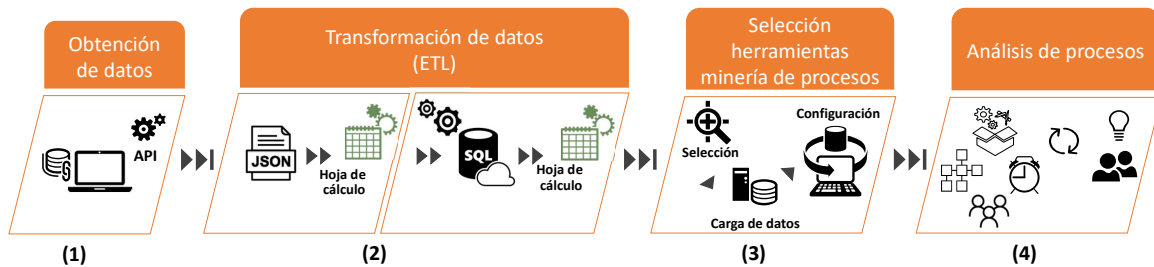 Obtención
de datos
Transformación de datos
(ETL)
Selección
herramientas
minería de procesos
Análisis de procesos
API
JSON
Hoja de
cálculo
SQL
Hoja de
cálculo
Selección
Configuración
Carga de datos
(1)
(2)
(3)
(4)